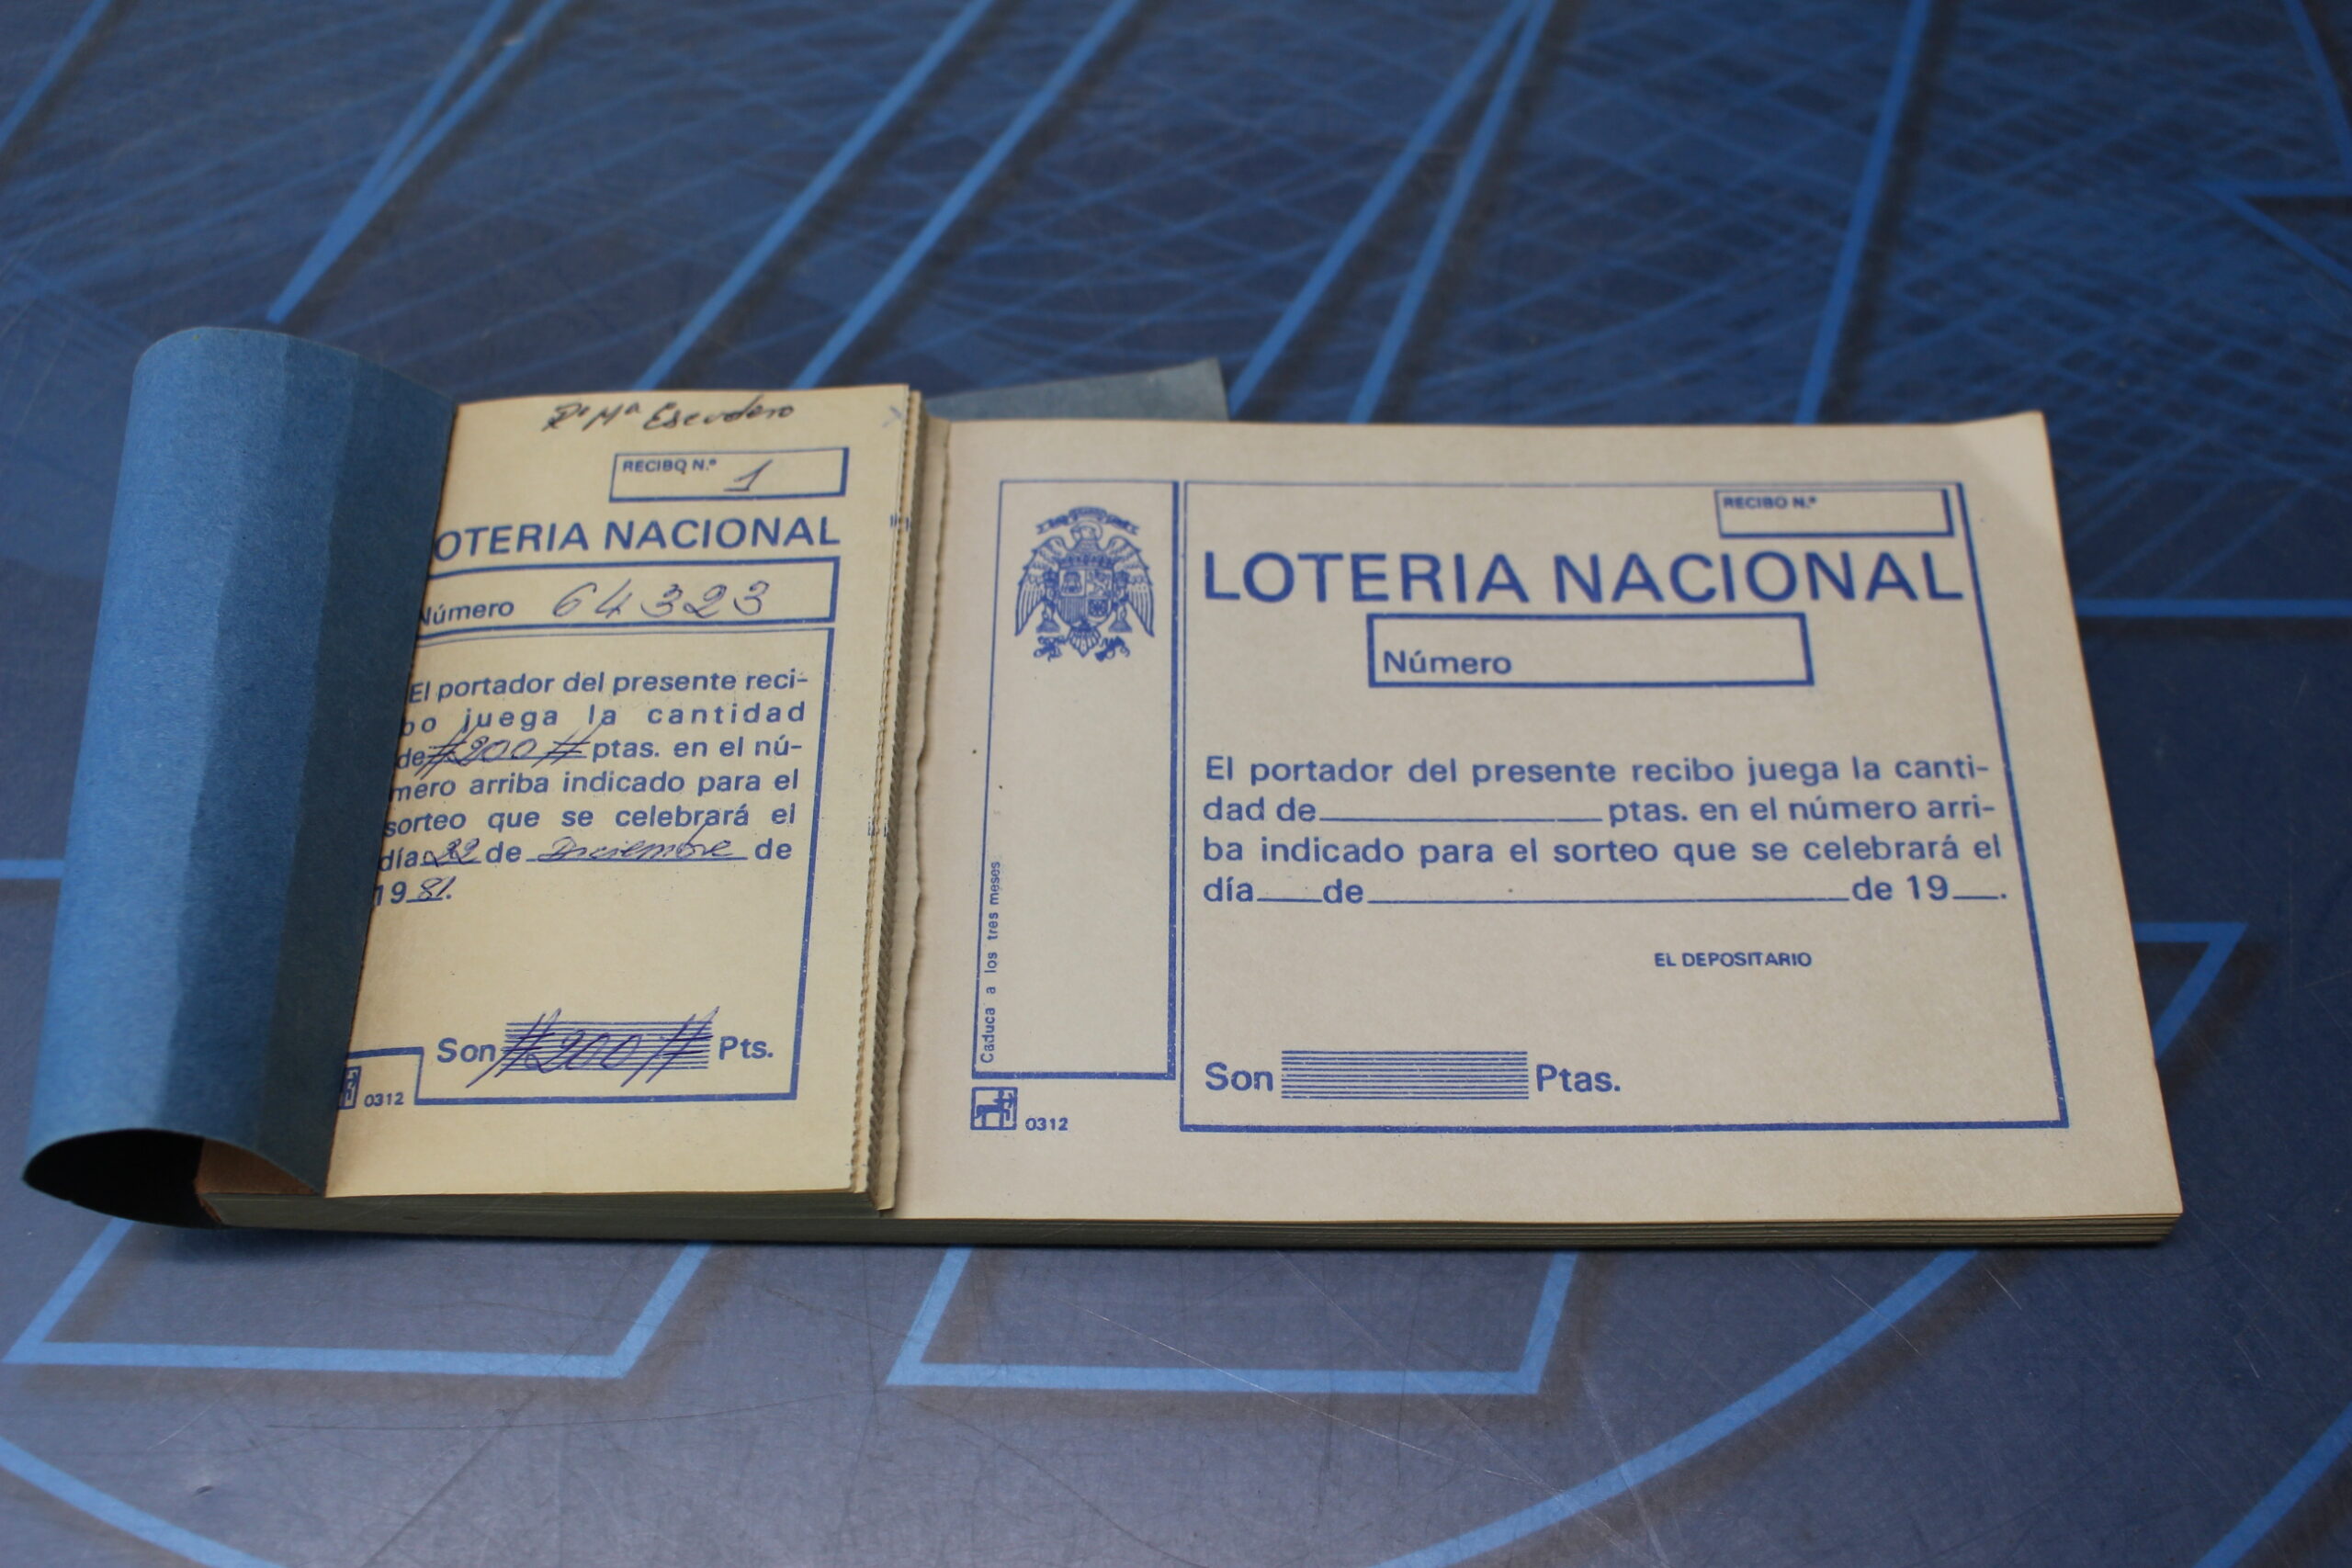 Mª Escudero
RECIBO N.º 1
OTERIA NACIONAL
Número 64323
El portador del presente reci-
bo juega la cantidad
de #200# ptas. en el nú-
mero arriba indicado para el
sorteo que se celebrará el
día 22 de Diciembre de
19 81.
Son #200# Pts.
0312
RECIBO N.º
LOTERIA NACIONAL
Número
El portador del presente recibo juega la canti-
dad de ptas. en el número arri-
ba indicado para el sorteo que se celebrará el
día de de 19 .
EL DEPOSITARIO
Son Ptas.
Caduca a los tres meses
0312